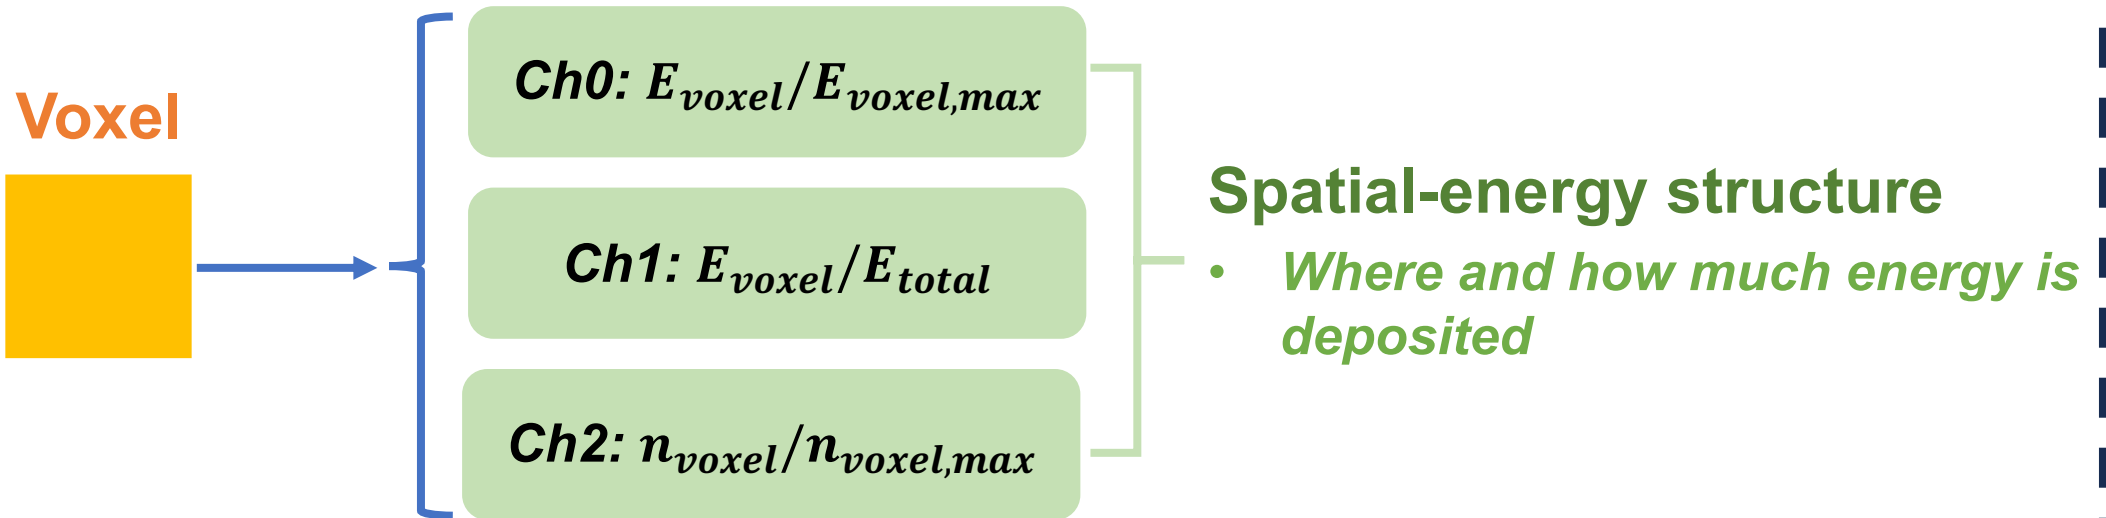 Voxel
Ch0: E_voxel/E_voxel,max
Ch1: E_voxel/E_total
Ch2: n_voxel/n_voxel,max
Spatial-energy structure
• Where and how much energy is
deposited